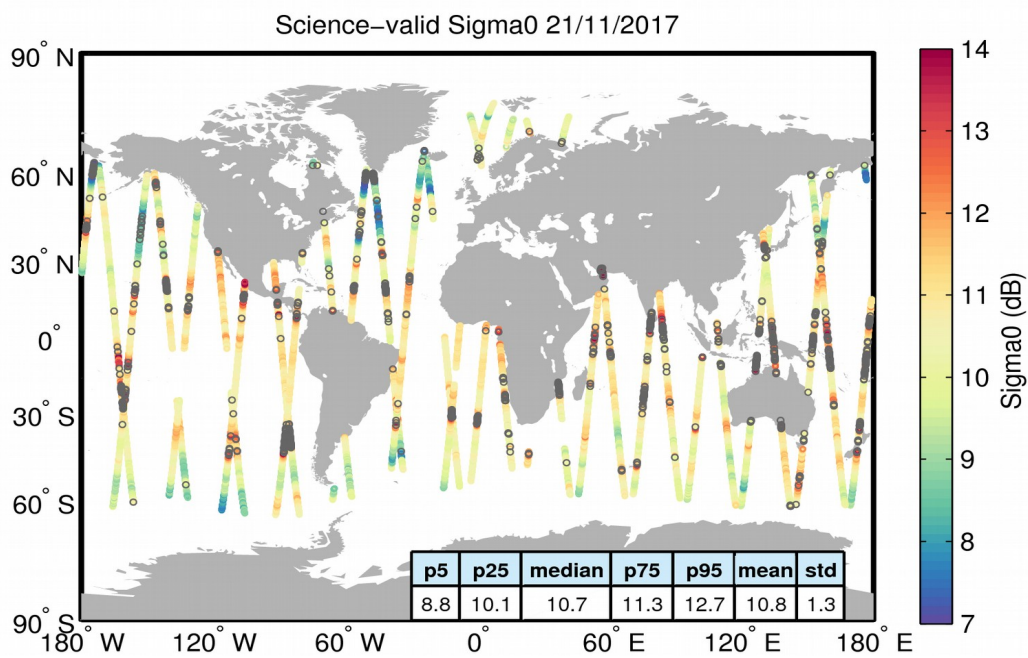 Science-valid Sigma0 21/11/2017
90° N
60° N
30° N
0°
30° S
60° S
90° S
180° W
120° W
60° W
0°
60° E
120° E
180° E
p5 p25 median p75 p95 mean std
8.8 10.1 10.7 11.3 12.7 10.8 1.3
14
13
12
11
10
9
8
7
Sigma0 (dB)